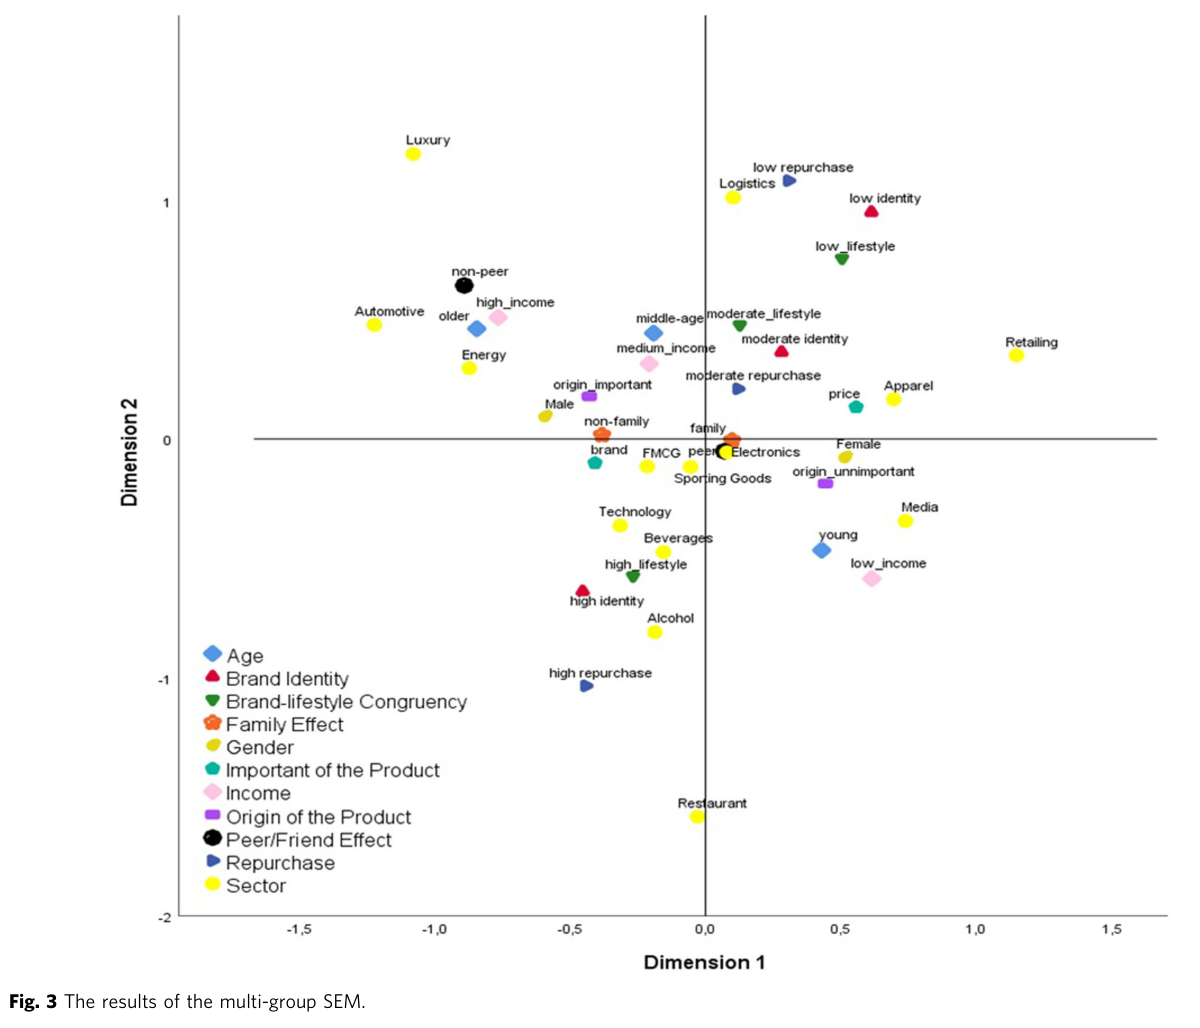 Luxury
low repurchase
Logistics
low identity
1
low_lifestyle
non-peer
high_income
Automotive
older
middle-age
moderate_lifestyle
moderate identity
Retailing
medium_income
Energy
moderate repurchase
origin_important
Apparel
price
Male
non-family
family
0
Female
brand
FMCG
peer
Electronics
origin_unnimportant
Sporting Goods
Media
Technology
young
Beverages
high_lifestyle
low_income
high identity
Alcohol
high repurchase
-1
Restaurant
-2
Dimension 2
Age
Brand Identity
Brand-lifestyle Congruency
Family Effect
Gender
Important of the Product
Income
Origin of the Product
Peer/Friend Effect
Repurchase
Sector
-1,5 -1,0 -0,5 0,0 0,5 1,0 1,5
Dimension 1
Fig. 3 The results of the multi-group SEM.